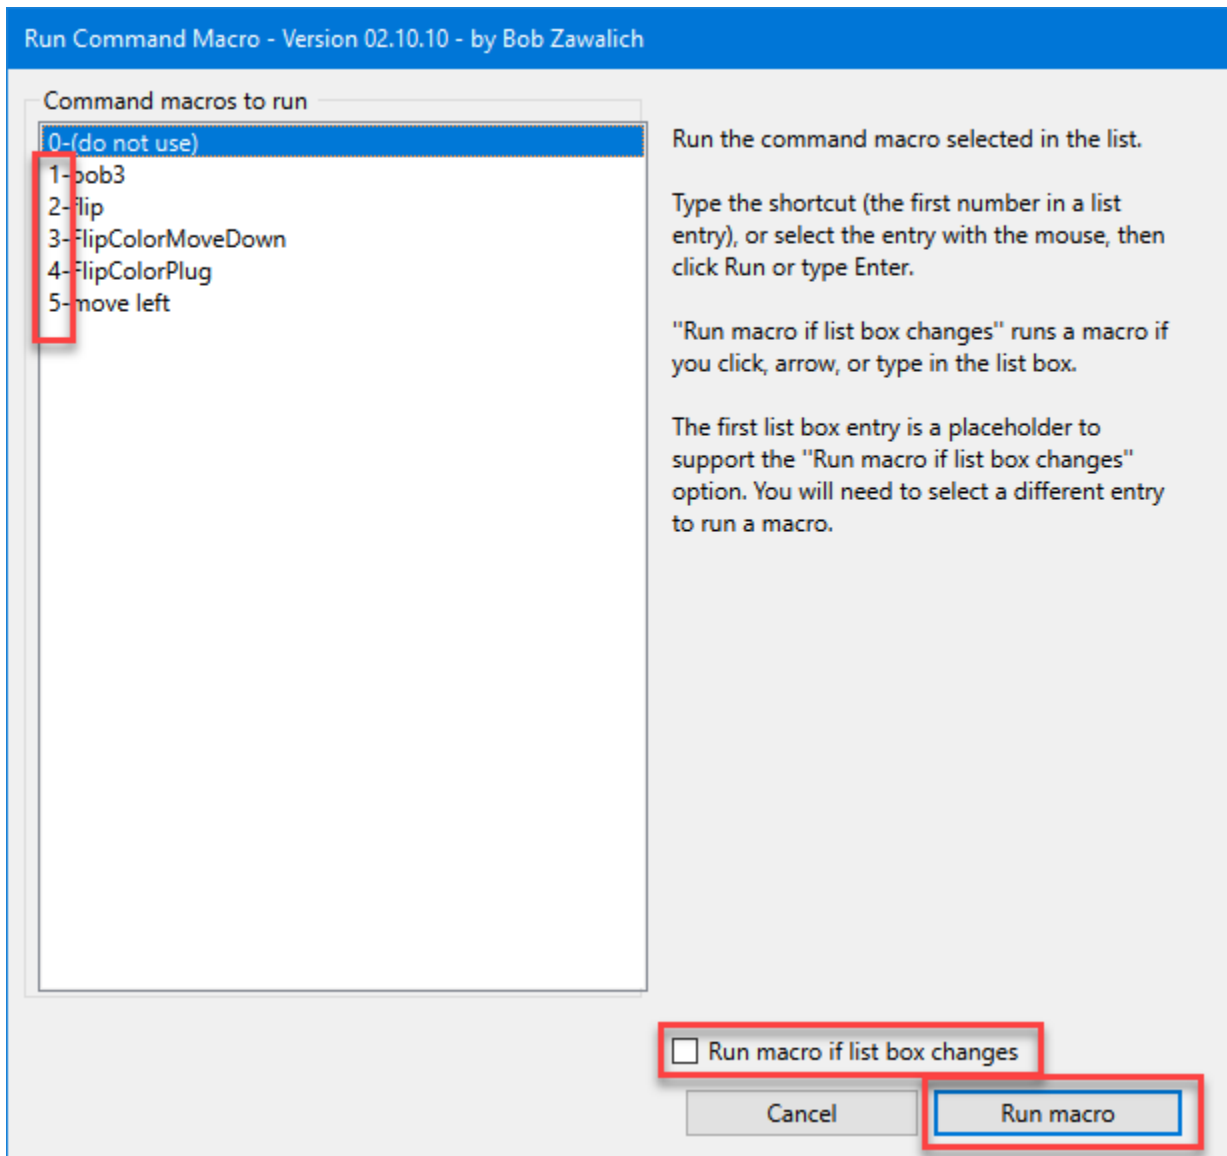 Run Command Macro - Version 02.10.10 - by Bob Zawalich
Command macros to run
0-(do not use)
1-bob3
2-flip
3-FlipColorMoveDown
4-FlipColorPlug
5-move left
Run the command macro selected in the list.
Type the shortcut (the first number in a list
entry), or select the entry with the mouse, then
click Run or type Enter.
"Run macro if list box changes" runs a macro if
you click, arrow, or type in the list box.
The first list box entry is a placeholder to
support the "Run macro if list box changes"
option. You will need to select a different entry
to run a macro.
Run macro if list box changes
Cancel
Run macro